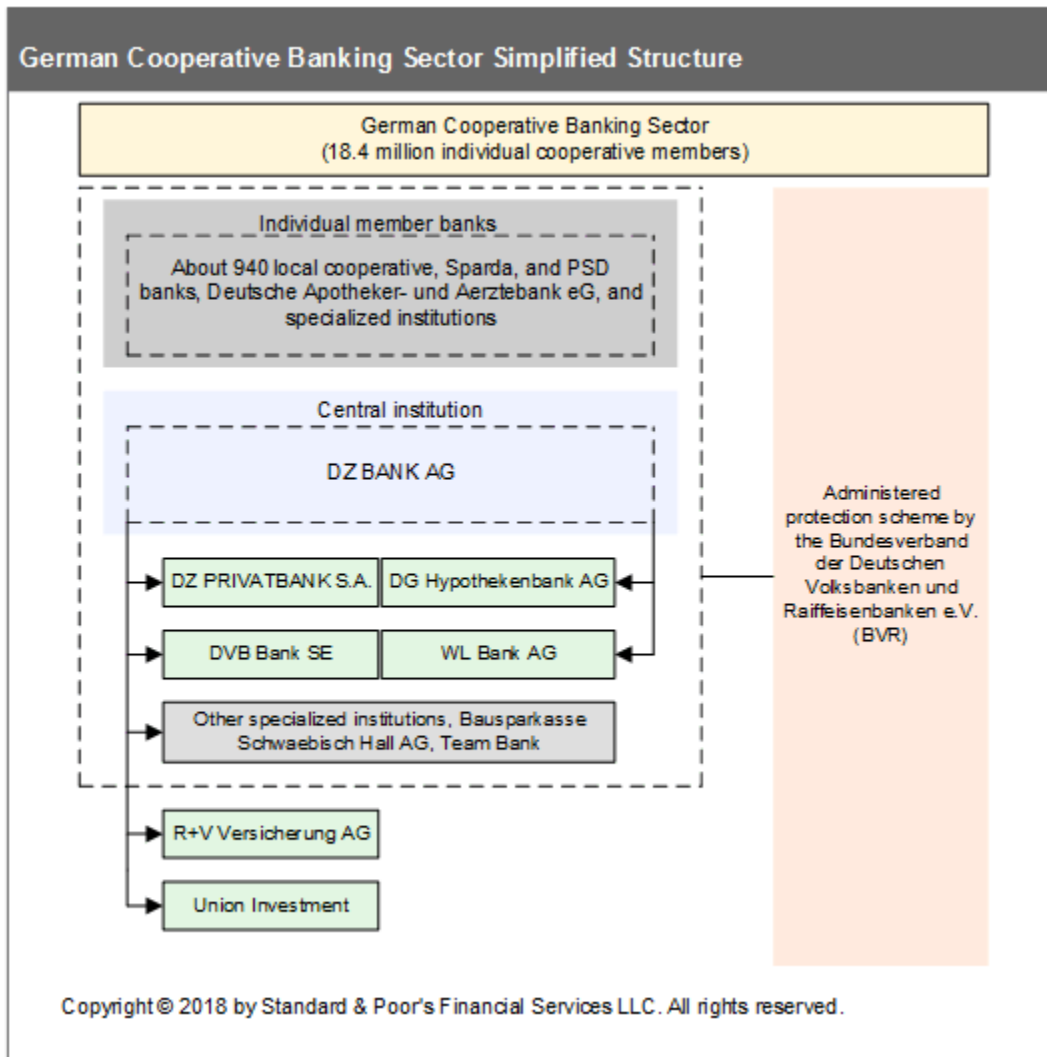 German Cooperative Banking Sector Simplified Structure
German Cooperative Banking Sector
(18.4 million individual cooperative members)
Individual member banks
About 940 local cooperative, Sparda, and PSD
banks, Deutsche Apotheker- und Aerztebank eG, and
specialized institutions
Central institution
DZ BANK AG
DZ PRIVATBANK S.A.
DG Hypothekenbank AG
DVB Bank SE
WL Bank AG
Other specialized institutions, Bausparkasse
Schwaebisch Hall AG, Team Bank
R+V Versicherung AG
Union Investment
Administered
protection scheme by
the Bundesverband
der Deutschen
Volksbanken und
Raiffeisenbanken e.V.
(BVR)
Copyright © 2018 by Standard & Poor's Financial Services LLC. All rights reserved.